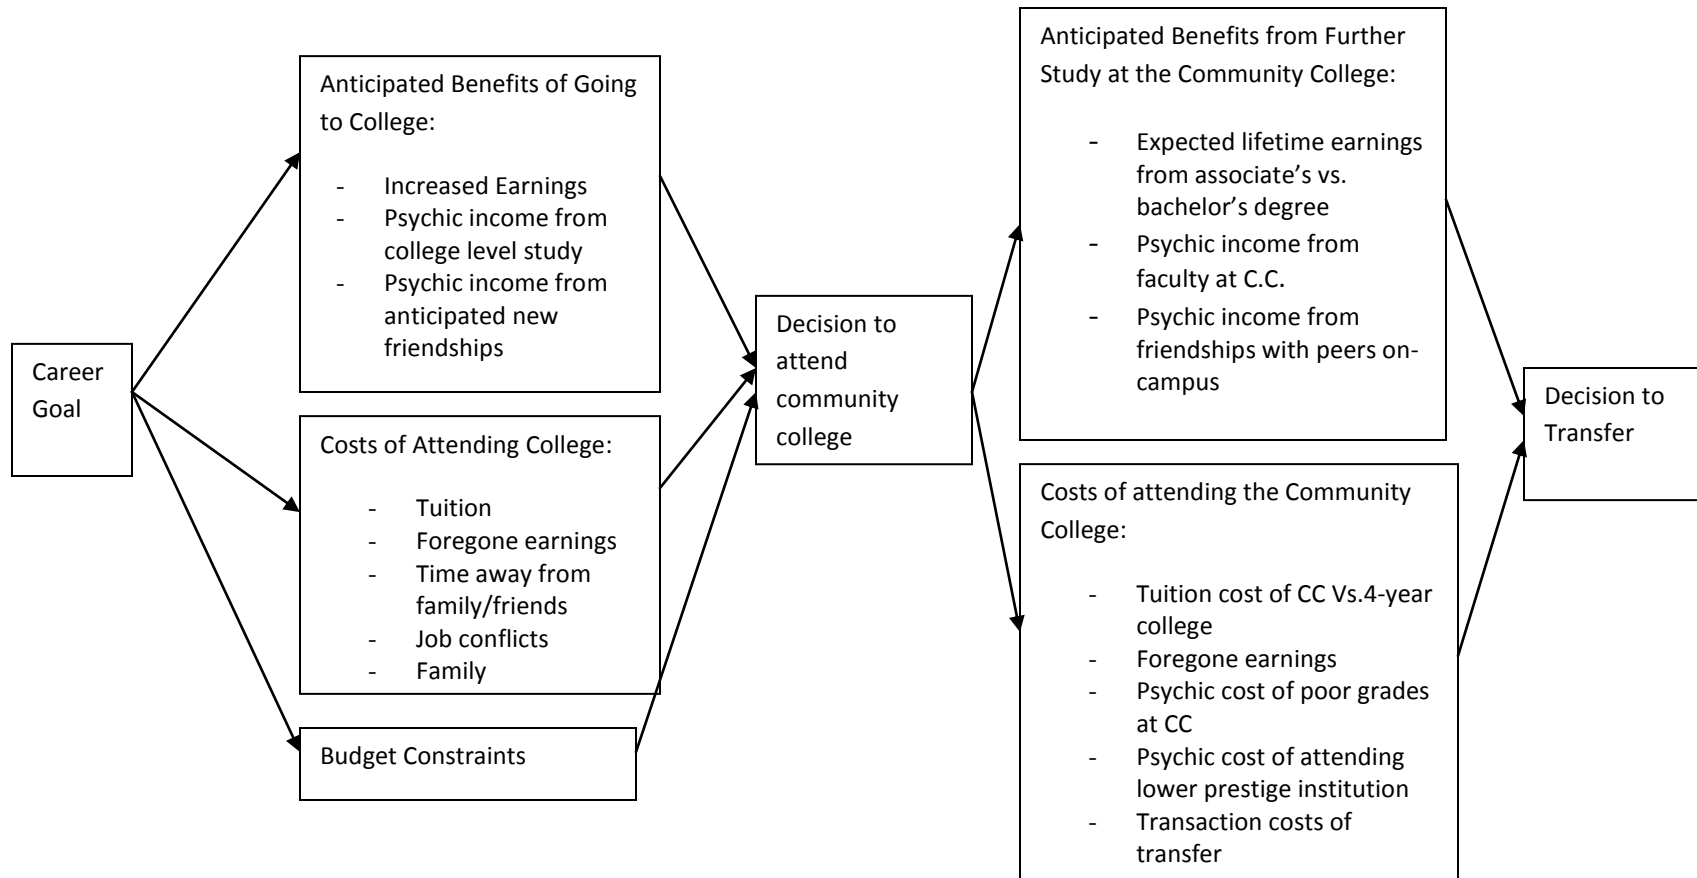 Career
Goal
Anticipated Benefits of Going
to College:
- Increased Earnings
- Psychic income from
college level study
- Psychic income from
anticipated new
friendships
Costs of Attending College:
- Tuition
- Foregone earnings
- Time away from
family/friends
- Job conflicts
- Family
Budget Constraints
Decision to
attend
community
college
Anticipated Benefits from Further
Study at the Community College:
- Expected lifetime earnings
from associate’s vs.
bachelor’s degree
- Psychic income from
faculty at C.C.
- Psychic income from
friendships with peers on-
campus
Costs of attending the Community
College:
- Tuition cost of CC Vs.4-year
college
- Foregone earnings
- Psychic cost of poor grades
at CC
- Psychic cost of attending
lower prestige institution
- Transaction costs of
transfer
Decision to
Transfer